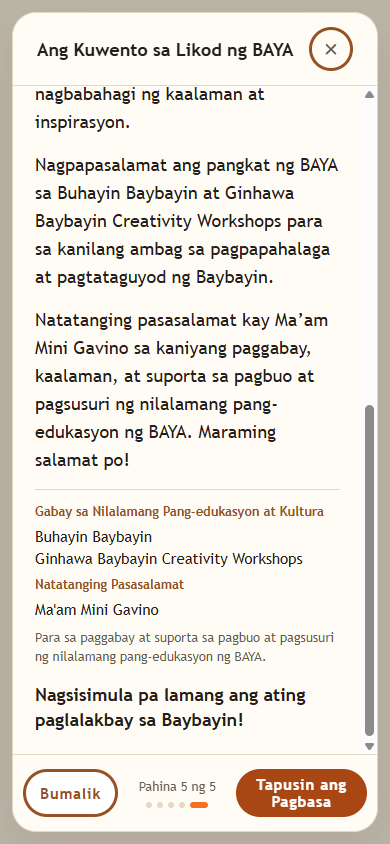 Ang Kuwento sa Likod ng BAYA
nagbabahagi ng kaalaman at
inspirasyon.
Nagpapasalamat ang pangkat ng BAYA
sa Buhayin Baybayin at Ginhawa
Baybayin Creativity Workshops para
sa kanilang ambag sa pagpapahalaga
at pagtataguyod ng Baybayin.
Natatanging pasasalamat kay Ma’am
Mini Gavino sa kaniyang paggabay,
kaalaman, at suporta sa pagbuo at
pagsusuri ng nilalamang pang-
edukasyon ng BAYA. Maraming
salamat po!
Gabay sa Nilalamang Pang-edukasyon at Kultura
Buhayin Baybayin
Ginhawa Baybayin Creativity Workshops
Natatanging Pasasalamat
Ma'am Mini Gavino
Para sa paggabay at suporta sa pagbuo at pagsusuri
ng nilalamang pang-edukasyon ng BAYA.
Nagsisimula pa lamang ang ating
paglalakbay sa Baybayin!
Bumalik
Pahina 5 ng 5
Tapusin ang
Pagbasa